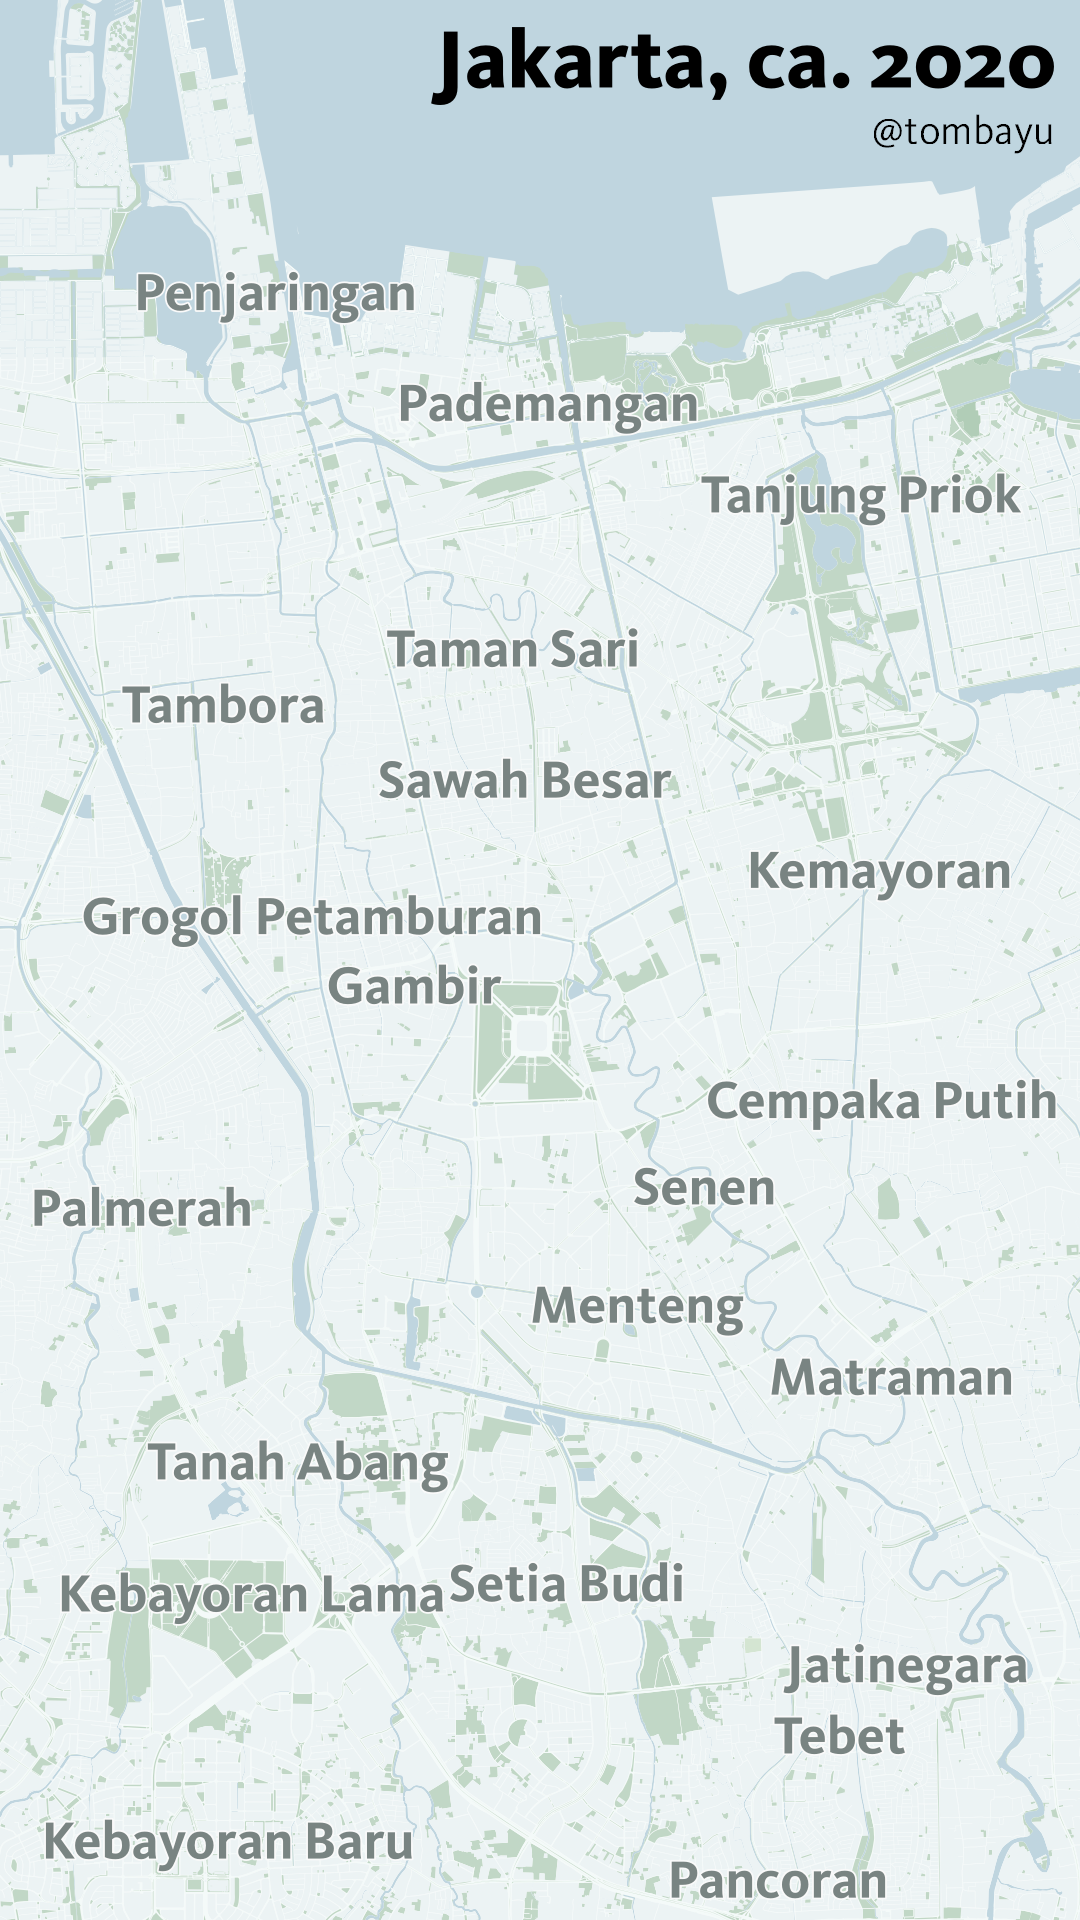 Jakarta, ca. 2020
@tombayu
Penjaringan
Pademangan
Tanjung Priok
Taman Sari
Tambora
Sawah Besar
Kemayoran
Grogol Petamburan
Gambir
Cempaka Putih
Senen
Palmerah
Menteng
Matraman
Tanah Abang
Setia Budi
Kebayoran Lama
Jatinegara
Tebet
Kebayoran Baru
Pancoran